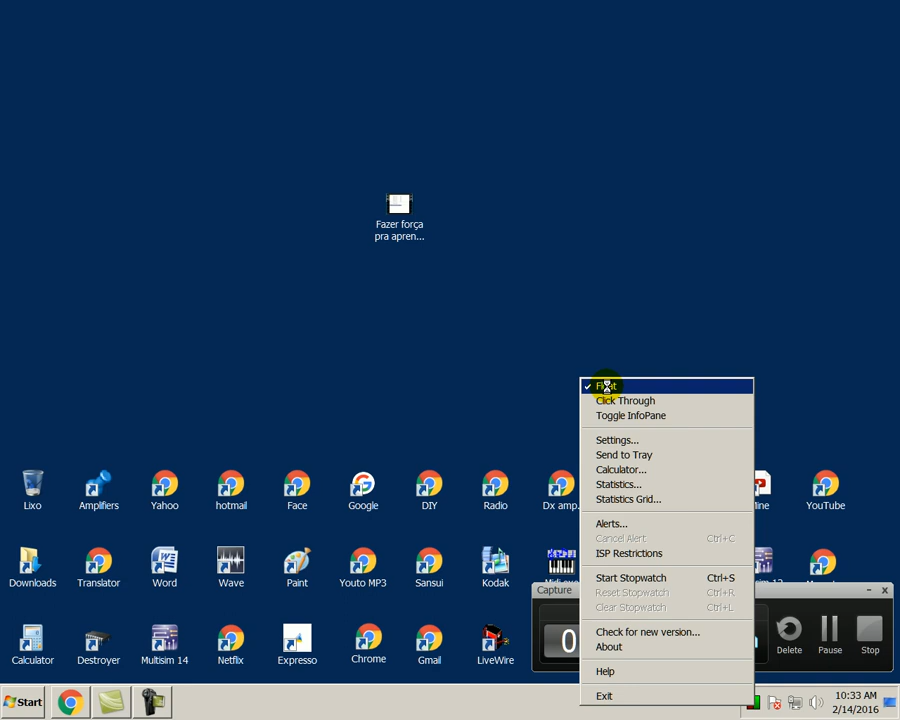 Fazer força
pra apren...
Float
Click Through
Toggle InfoPane
Settings...
Send to Tray
Calculator...
Statistics...
Statistics Grid...
Alerts...
Cancel Alert Ctrl+C
ISP Restrictions
Start Stopwatch Ctrl+S
Reset Stopwatch Ctrl+R
Clear Stopwatch Ctrl+L
Check for new version...
About
Help
Exit
Lixo Amplifiers Yahoo hotmail Face Google DIY Radio Dx amp. YouTube
Downloads Translator Word Wave Paint Youto MP3 Sansui Kodak
Capture
0
Delete Pause Stop
Calculator Destroyer Multisim 14 Netflix Expresso Chrome Gmail LiveWire
Start
10:33 AM
2/14/2016